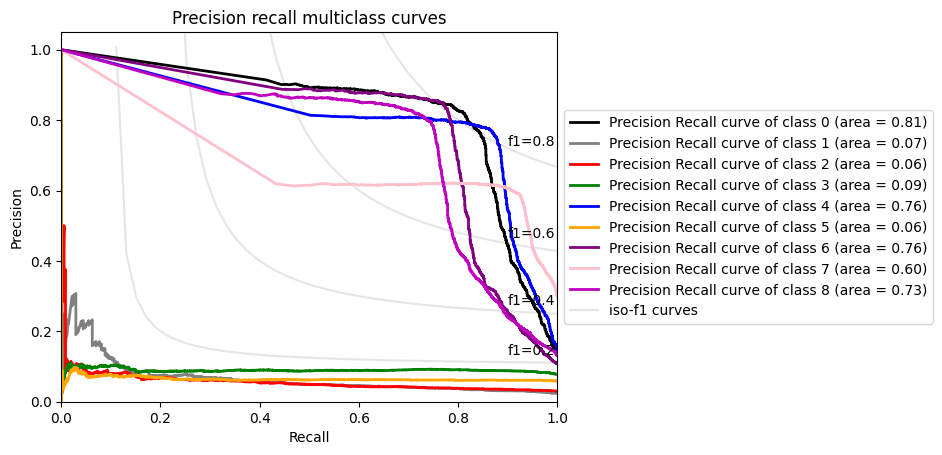 Precision recall multiclass curves
Precision
1.0
0.8
0.6
0.4
0.2
0.0
f1=0.8
f1=0.6
f1=0.4
f1=0.2
0.0 0.2 0.4 0.6 0.8 1.0
Recall
Precision Recall curve of class 0 (area = 0.81)
Precision Recall curve of class 1 (area = 0.07)
Precision Recall curve of class 2 (area = 0.06)
Precision Recall curve of class 3 (area = 0.09)
Precision Recall curve of class 4 (area = 0.76)
Precision Recall curve of class 5 (area = 0.06)
Precision Recall curve of class 6 (area = 0.76)
Precision Recall curve of class 7 (area = 0.60)
Precision Recall curve of class 8 (area = 0.73)
iso-f1 curves